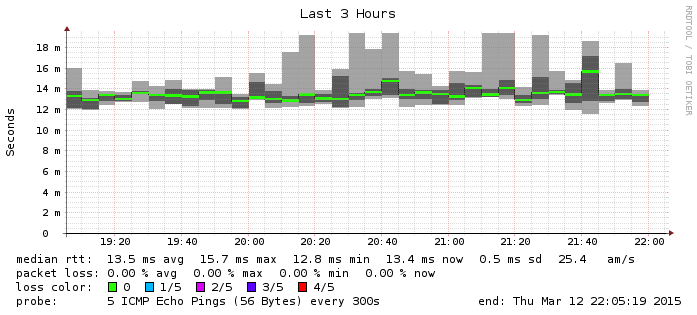 Last 3 Hours
RRDTOOL / TOBI OETIKER
Seconds
18 m
16 m
14 m
12 m
10 m
8 m
6 m
4 m
2 m
0
19:20 19:40 20:00 20:20 20:40 21:00 21:20 21:40 22:00
median rtt: 13.5 ms avg 15.7 ms max 12.8 ms min 13.4 ms now 0.5 ms sd 25.4 am/s
packet loss: 0.00 % avg 0.00 % max 0.00 % min 0.00 % now
loss color: 0 1/5 2/5 3/5 4/5
probe: 5 ICMP Echo Pings (56 Bytes) every 300s end: Thu Mar 12 22:05:19 2015